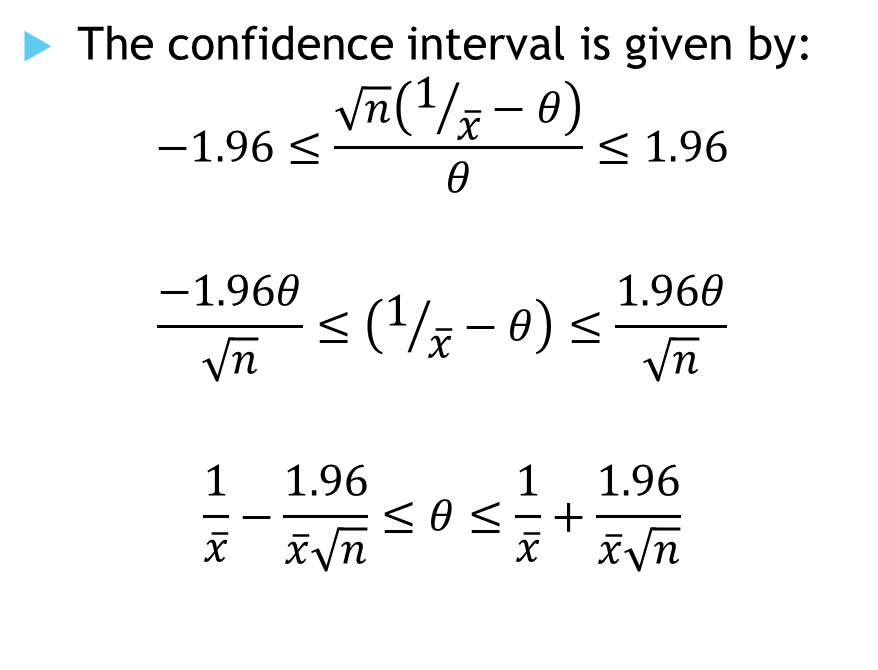 The confidence interval is given by:
−1.96 ≤ √n(1/x̄ − θ) / θ ≤ 1.96
−1.96θ / √n ≤ (1/x̄ − θ) ≤ 1.96θ / √n
1/x̄ − 1.96 / x̄√n ≤ θ ≤ 1/x̄ + 1.96 / x̄√n